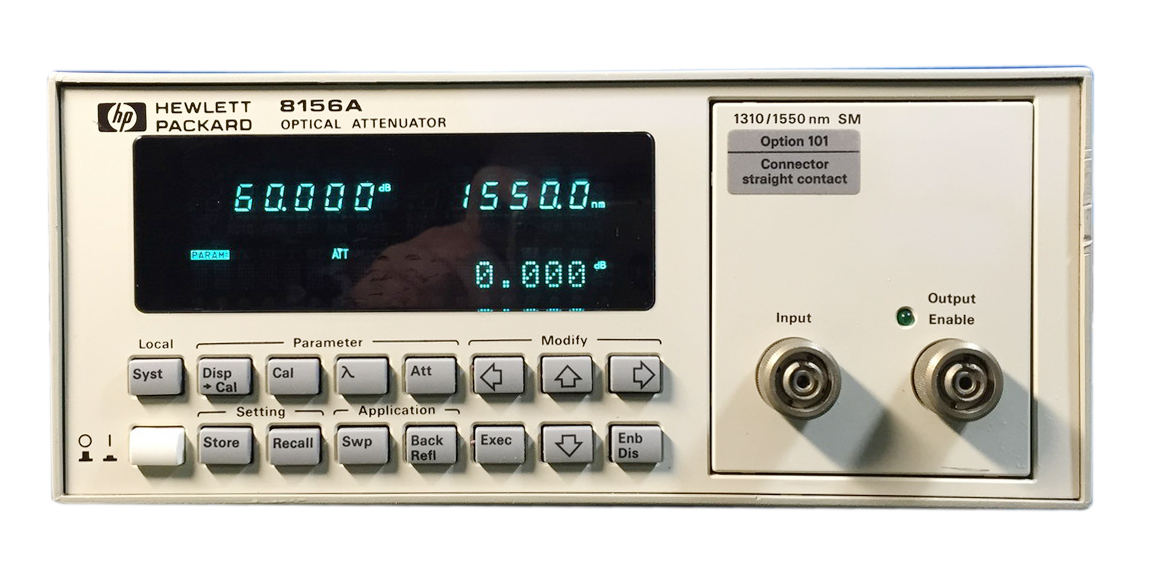 hp HEWLETT PACKARD 8156A
OPTICAL ATTENUATOR
60.000 dB 1550.0 nm
PARAM: ATT
0.000 dB
Local Parameter Modify
Syst Disp → Cal Cal λ Att
Setting Application
Store Recall Swp Back Refl Exec Enb Dis
1310/1550 nm SM
Option 101
Connector
straight contact
Input
Output
Enable